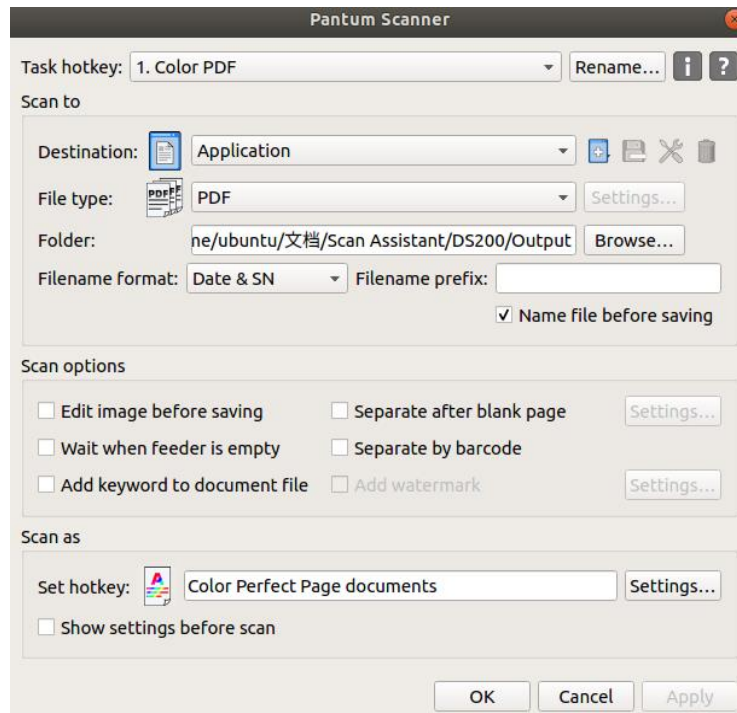 Pantum Scanner
Task hotkey: 1. Color PDF Rename... i ?
Scan to
Destination: Application
File type: PDF PDF Settings...
Folder: ne/ubuntu/文档/Scan Assistant/DS200/Output Browse...
Filename format: Date & SN Filename prefix:
Name file before saving
Scan options
Edit image before saving Separate after blank page Settings...
Wait when feeder is empty Separate by barcode
Add keyword to document file Add watermark Settings...
Scan as
Set hotkey: A Color Perfect Page documents Settings...
Show settings before scan
OK Cancel Apply